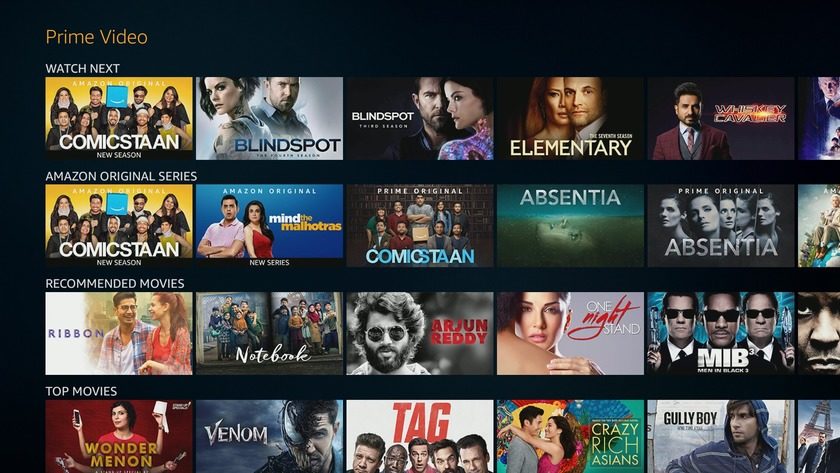 Prime Video
WATCH NEXT
AMAZON ORIGINAL
COMICSTAAN
NEW SEASON
BLINDSPOT
THE FOURTH SEASON
BLINDSPOT
THIRD SEASON
THE SEVENTH SEASON
ELEMENTARY
WHISKEY
CAVALIER
AMAZON ORIGINAL SERIES
AMAZON ORIGINAL
COMICSTAAN
NEW SEASON
AMAZON ORIGINAL
mind the
malhotras
NEW SERIES
PRIME ORIGINAL
COMICSTAAN
ABSENTIA
PRIME ORIGINAL
ABSENTIA
RECOMMENDED MOVIES
RIBBON
Notebook
ARJUN
REDDY
ONE
night
STAND
MIB 3
MEN IN BLACK 3
TOP MOVIES
WONDER
MENON
VENOM
TAG
CRAZY
RICH
ASIANS
GULLY BOY